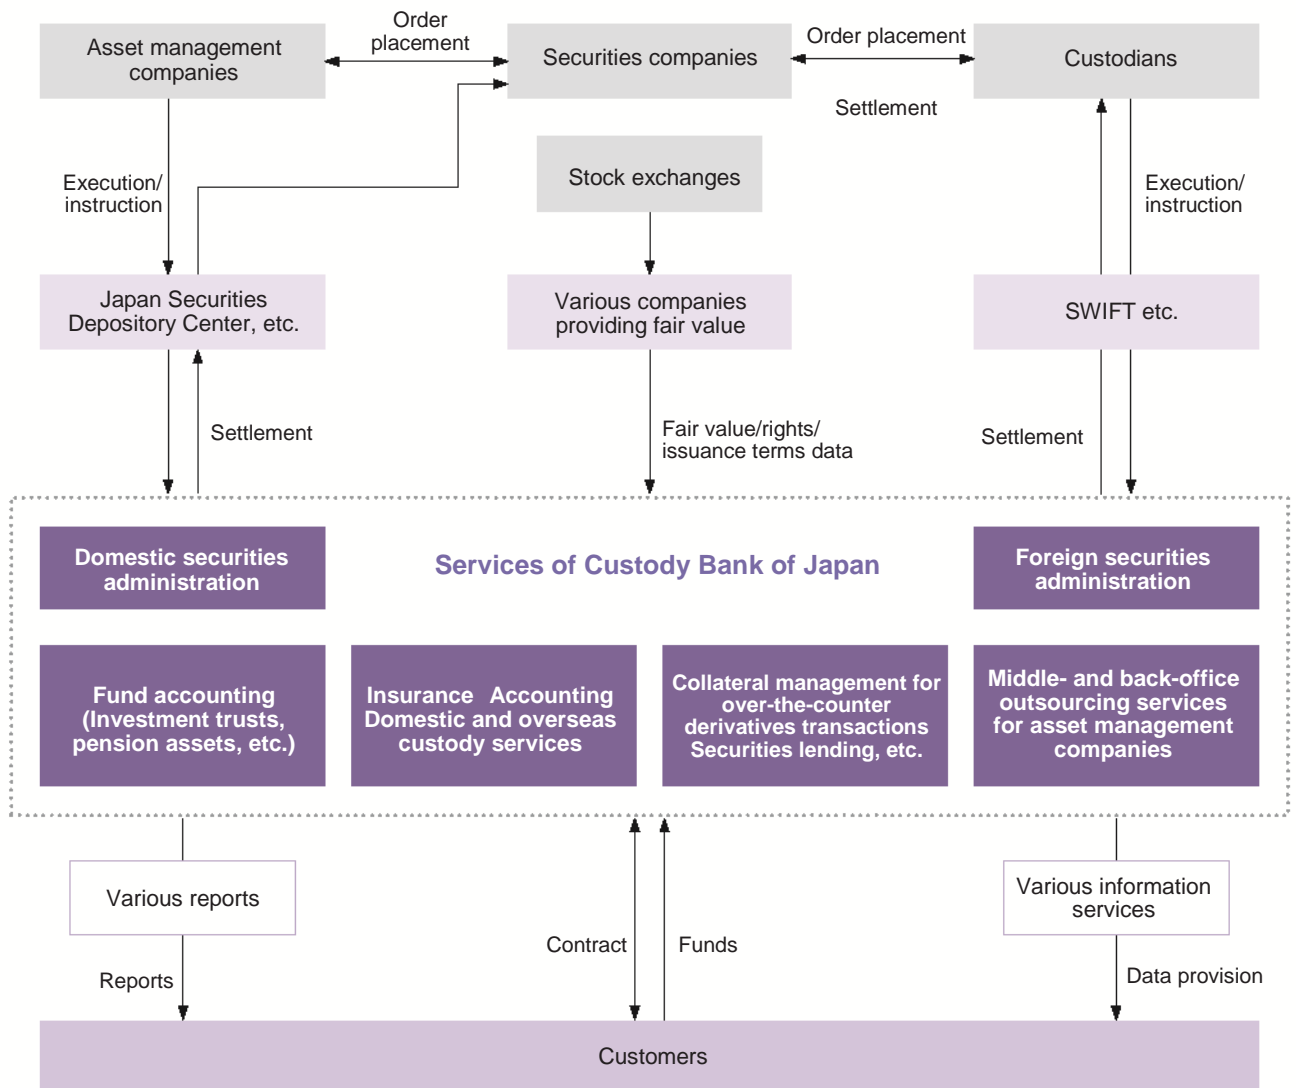 Asset management
companies
Order
placement
Securities companies
Order placement
Settlement
Custodians
Stock exchanges
Execution/
instruction
Execution/
instruction
Japan Securities
Depository Center, etc.
Various companies
providing fair value
SWIFT etc.
Settlement
Fair value/rights/
issuance terms data
Settlement
Domestic securities
administration
Services of Custody Bank of Japan
Foreign securities
administration
Fund accounting
(Investment trusts,
pension assets, etc.)
Insurance Accounting
Domestic and overseas
custody services
Collateral management for
over-the-counter
derivatives transactions
Securities lending, etc.
Middle- and back-office
outsourcing services
for asset management
companies
Various reports
Various information
services
Contract
Funds
Reports
Data provision
Customers